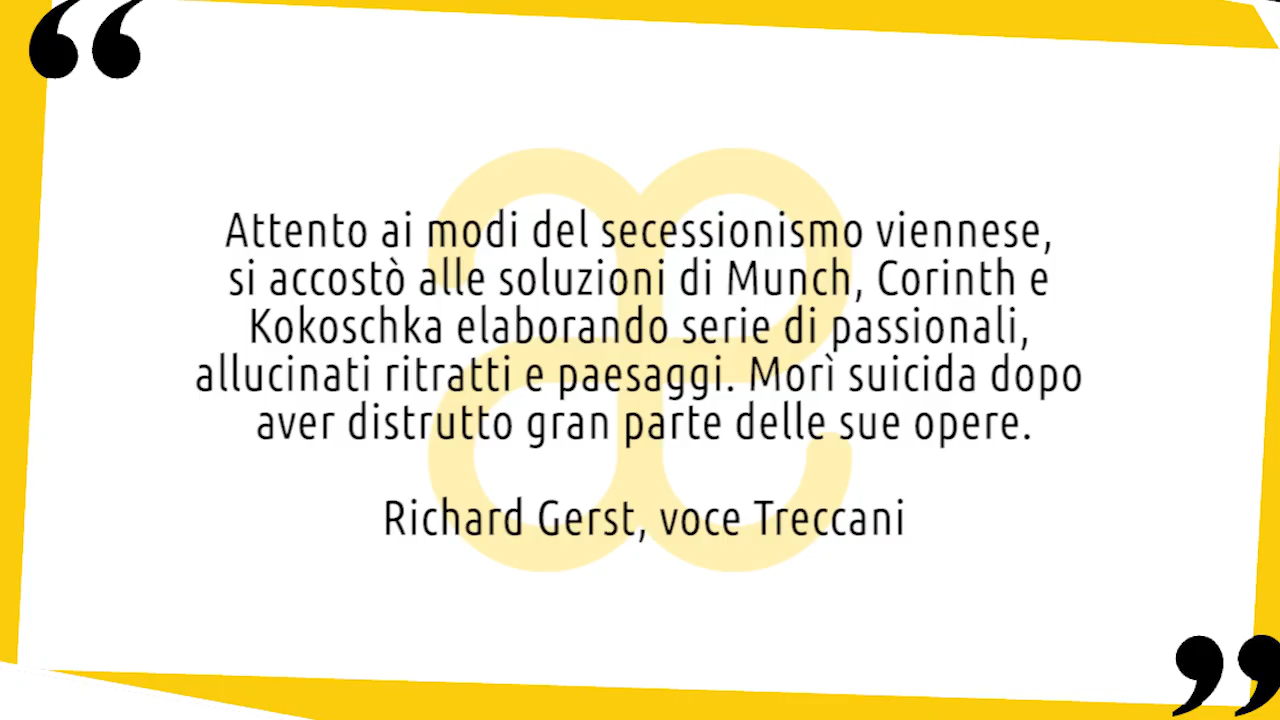 Attento ai modi del secessionismo viennese,
si accostò alle soluzioni di Munch, Corinth e
Kokoschka elaborando serie di passionali,
allucinati ritratti e paesaggi. Morì suicida dopo
aver distrutto gran parte delle sue opere.
Richard Gerst, voce Treccani